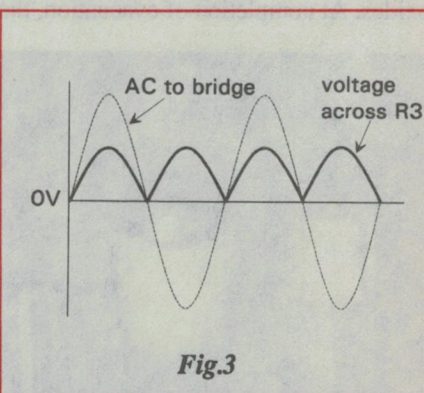 AC to bridge
voltage
across R3
0V
Fig.3